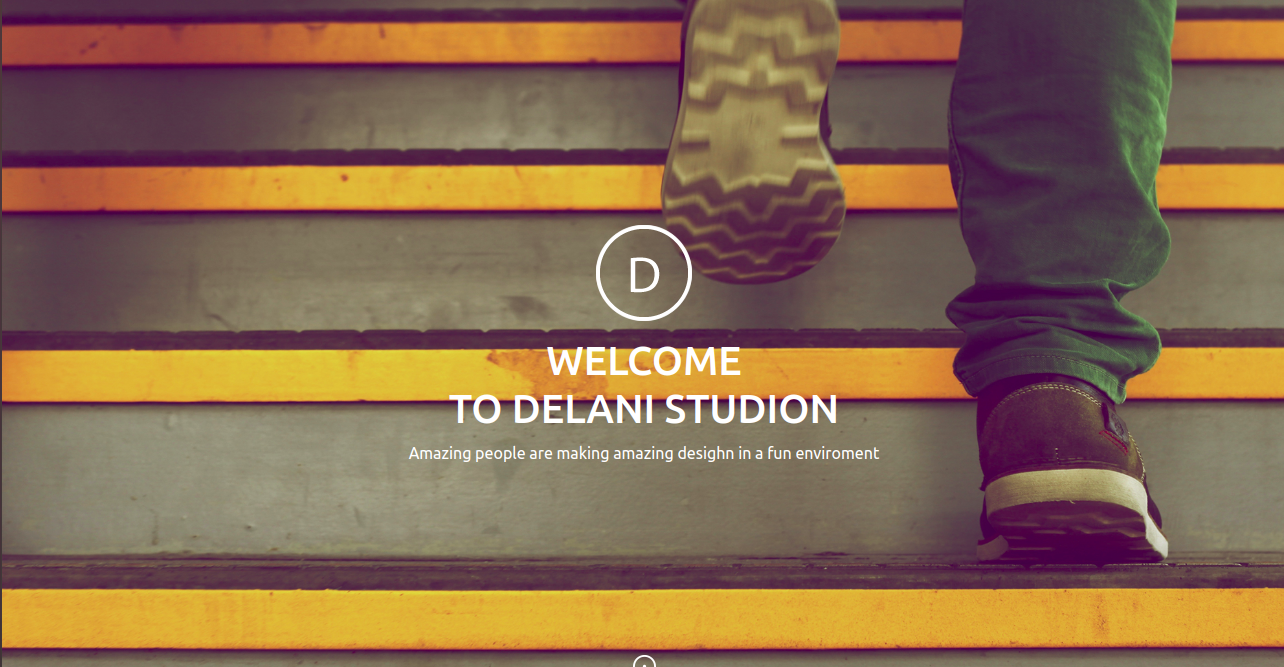 D
WELCOME
TO DELANI STUDION
Amazing people are making amazing desighn in a fun enviroment